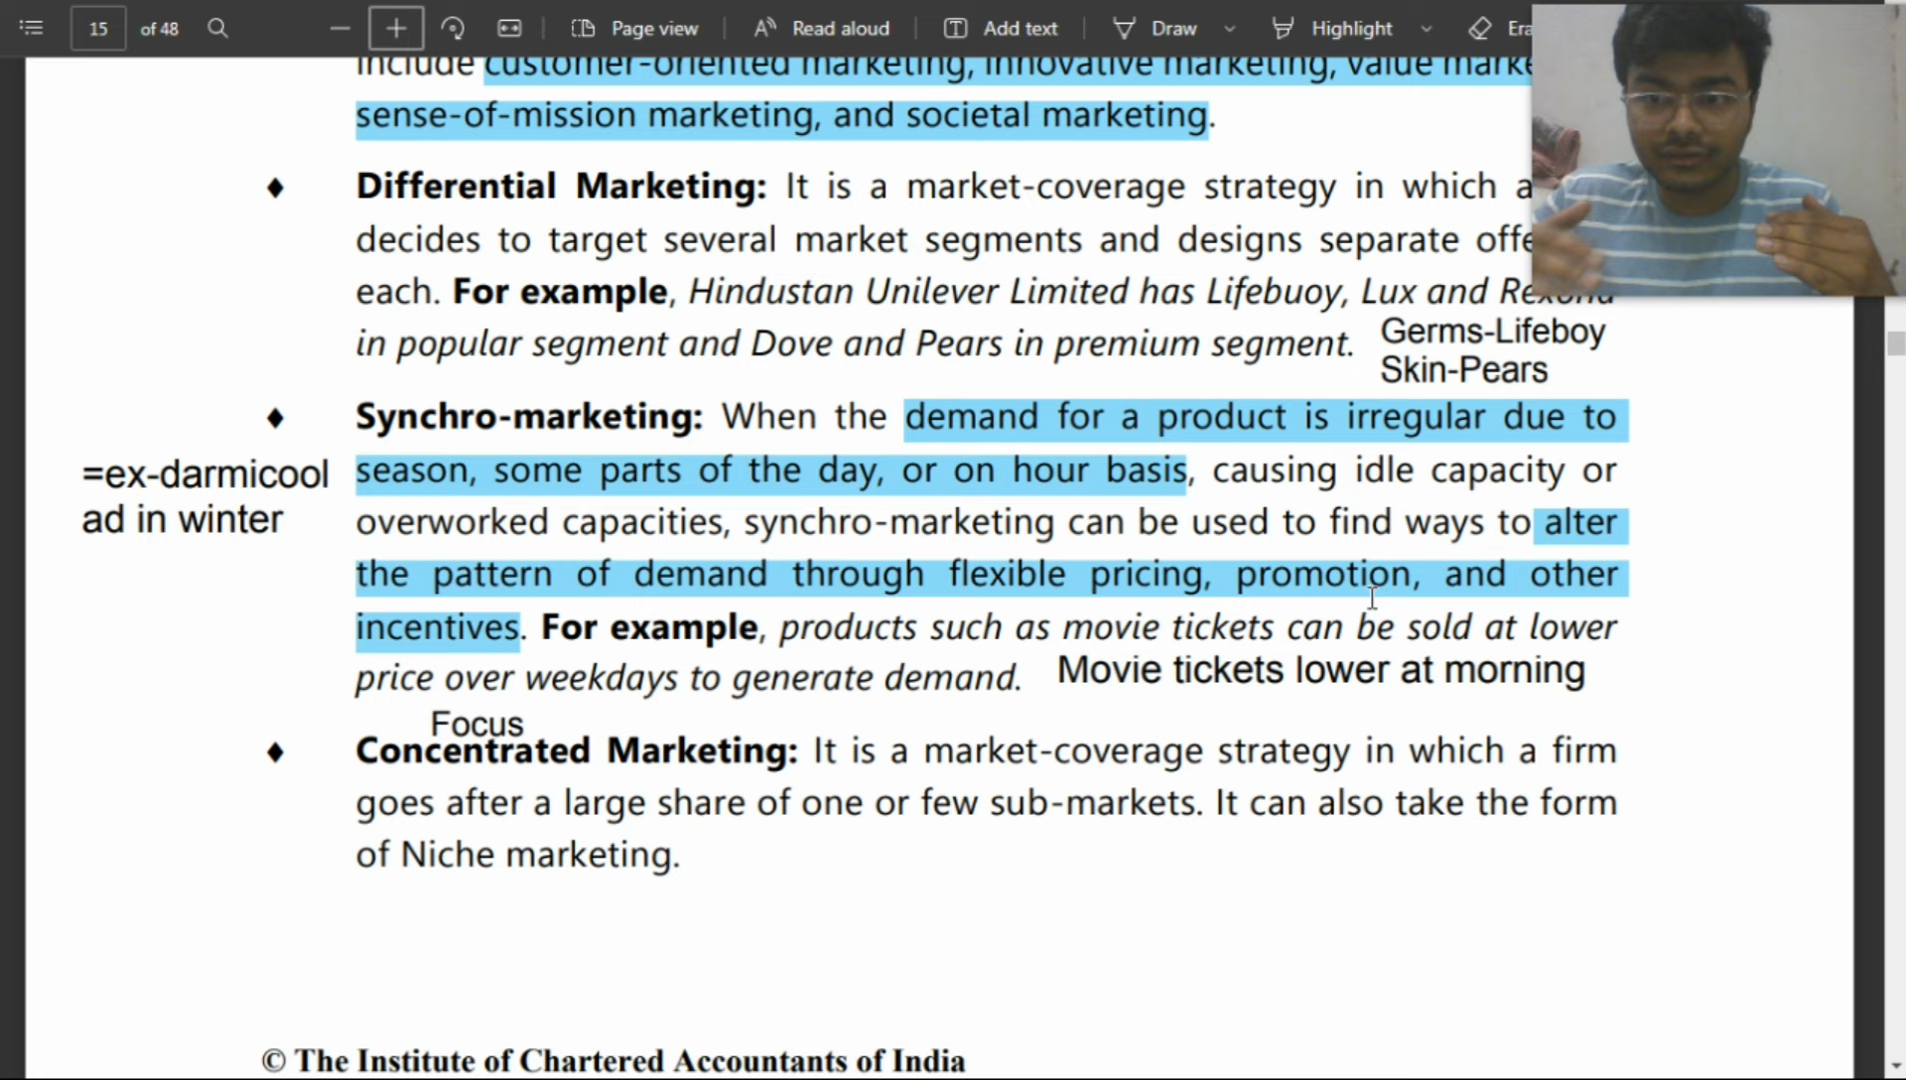 15 of 48 Page view Read aloud Add text Draw Highlight
include customer-oriented marketing, innovative marketing, value
sense-of-mission marketing, and societal marketing.
♦ Differential Marketing: It is a market-coverage strategy in which a
decides to target several market segments and designs separate
each. For example, Hindustan Unilever Limited has Lifebuoy, Lux and
in popular segment and Dove and Pears in premium segment.
Germs-Lifeboy
Skin-Pears
♦ Synchro-marketing: When the demand for a product is irregular due to
season, some parts of the day, or on hour basis, causing idle capacity or
=ex-darmicool
ad in winter
overworked capacities, synchro-marketing can be used to find ways to alter
the pattern of demand through flexible pricing, promotion, and other
incentives. For example, products such as movie tickets can be sold at lower
price over weekdays to generate demand. Movie tickets lower at morning
Focus
♦ Concentrated Marketing: It is a market-coverage strategy in which a firm
goes after a large share of one or few sub-markets. It can also take the form
of Niche marketing.
© The Institute of Chartered Accountants of India